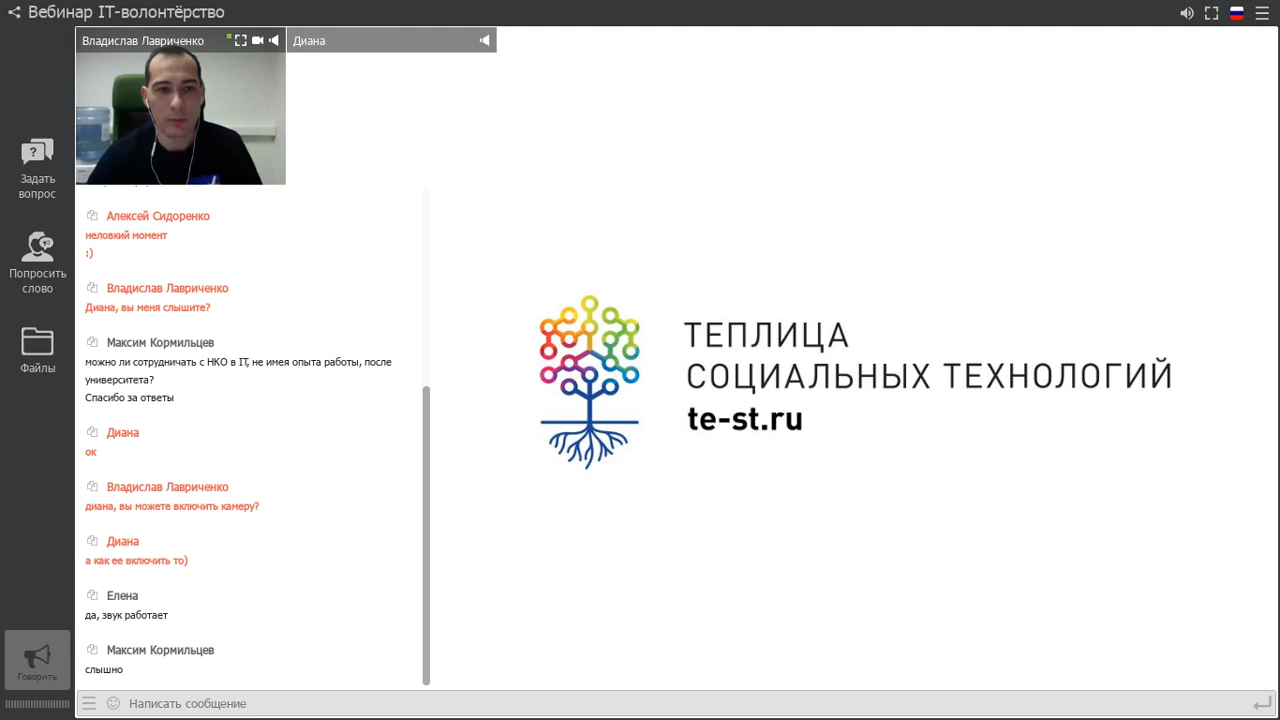 Вебинар IT-волонтёрство
Владислав Лавриченко
Диана
Задать
вопрос
Попросить
слово
Файлы
Говорить
Алексей Сидоренко
неловкий момент
:)
Владислав Лавриченко
Диана, вы меня слышите?
Максим Кормильцев
можно ли сотрудничать с НКО в IT, не имея опыта работы, после
университета?
Спасибо за ответы
Диана
ок
Владислав Лавриченко
диана, вы можете включить камеру?
Диана
а как ее включить то)
Елена
да, звук работает
Максим Кормильцев
слышно
Написать сообщение
ТЕПЛИЦА
СОЦИАЛЬНЫХ ТЕХНОЛОГИЙ
te-st.ru